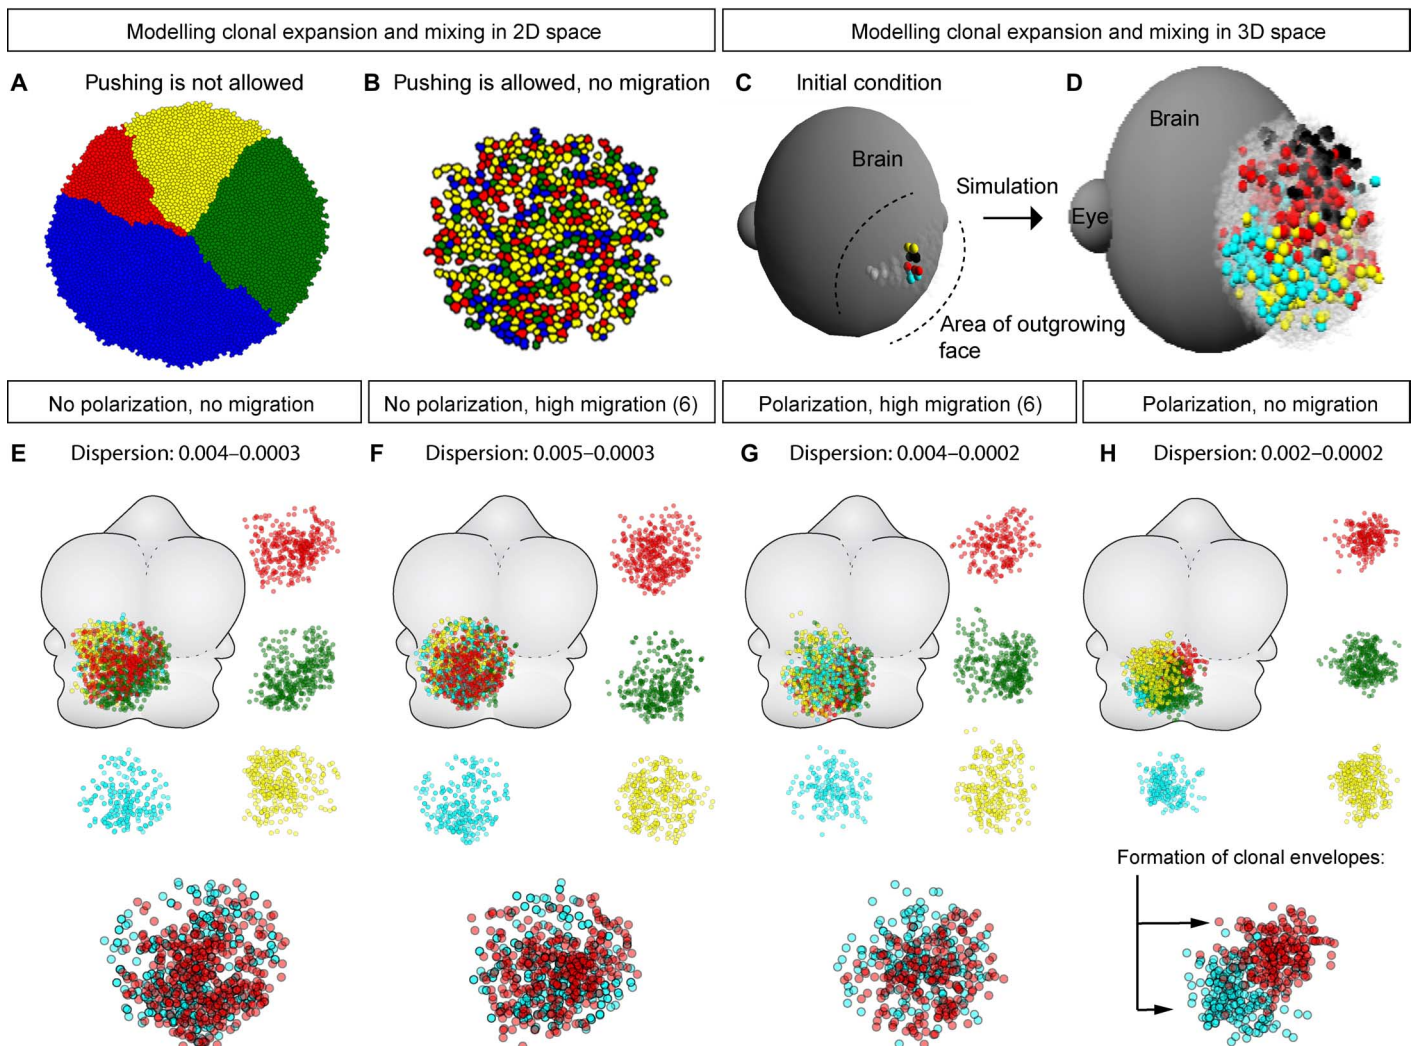 Modelling clonal expansion and mixing in 2D space
Modelling clonal expansion and mixing in 3D space
A Pushing is not allowed
B Pushing is allowed, no migration
C Initial condition
D
Brain
Simulation
Area of outgrowing
face
Brain
Eye
No polarization, no migration
No polarization, high migration (6)
Polarization, high migration (6)
Polarization, no migration
E Dispersion: 0.004–0.0003
F Dispersion: 0.005–0.0003
G Dispersion: 0.004–0.0002
H Dispersion: 0.002–0.0002
Formation of clonal envelopes: